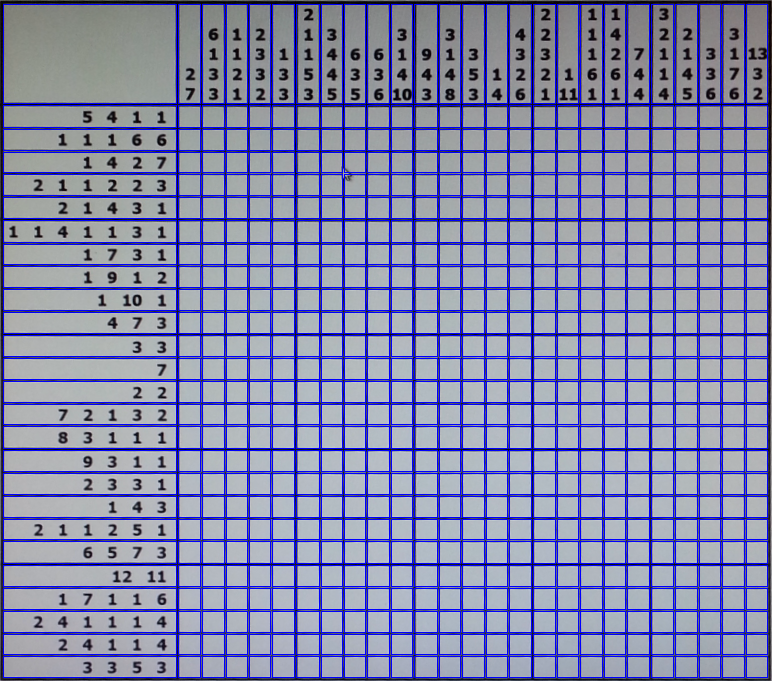 2 2 1 1 3
6 1 2 1 3 3 3 4 2 1 4 2 2 3
1 1 3 1 1 4 6 6 1 9 1 3 3 3 1 2 7 1 1 3 1 13
2 3 2 3 3 5 4 3 3 4 4 4 5 1 2 2 1 6 6 4 1 4 3 7 3
7 3 1 2 3 3 5 5 6 10 3 8 3 4 6 1 11 1 1 4 4 5 6 6 2
5 4 1 1
1 1 1 6 6
1 4 2 7
2 1 1 2 2 3
2 1 4 3 1
1 1 4 1 1 3 1
1 7 3 1
1 9 1 2
1 10 1
4 7 3
3 3
7
2 2
7 2 1 3 2
8 3 1 1 1
9 3 1 1
2 3 3 1
1 4 3
2 1 1 2 5 1
6 5 7 3
12 11
1 7 1 1 6
2 4 1 1 1 4
2 4 1 1 4
3 3 5 3